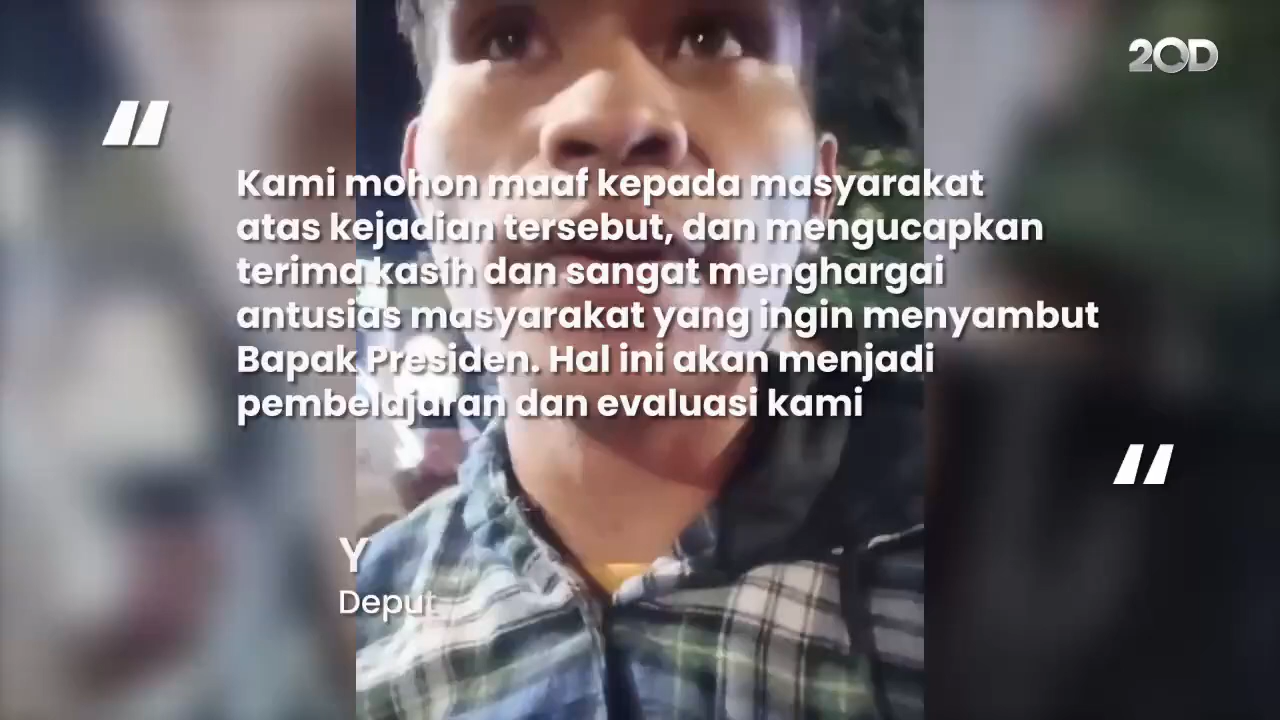 20D
“
Kami mohon maaf kepada masyarakat
atas kejadian tersebut, dan mengucapkan
terima kasih dan sangat menghargai
antusias masyarakat yang ingin menyambut
Bapak Presiden. Hal ini akan menjadi
pembelajaran dan evaluasi kami
“
Y
Deput